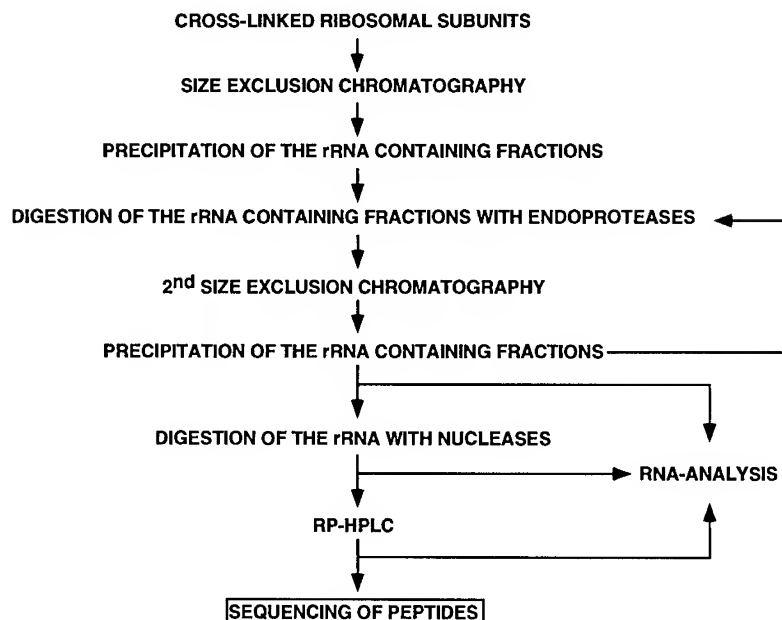 CROSS-LINKED RIBOSOMAL SUBUNITS
SIZE EXCLUSION CHROMATOGRAPHY
PRECIPITATION OF THE rRNA CONTAINING FRACTIONS
DIGESTION OF THE rRNA CONTAINING FRACTIONS WITH ENDOPROTEASES
2nd SIZE EXCLUSION CHROMATOGRAPHY
PRECIPITATION OF THE rRNA CONTAINING FRACTIONS
DIGESTION OF THE rRNA WITH NUCLEASES
RNA-ANALYSIS
RP-HPLC
SEQUENCING OF PEPTIDES